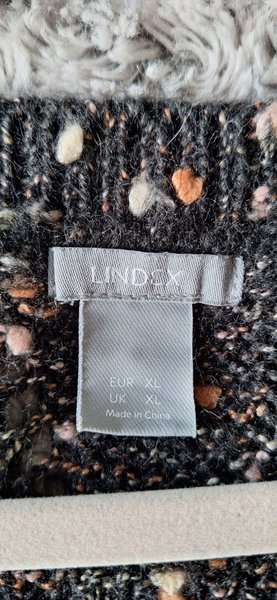 LINDEX
EUR XL
UK XL
Made in China